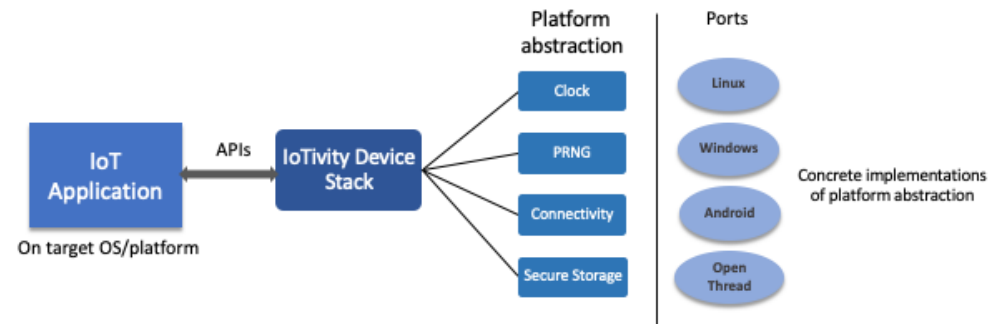 Platform
abstraction
Ports
Clock
Linux
IoT
Application
APIs
IoTivity Device
Stack
PRNG
Windows
Concrete implementations
of platform abstraction
Connectivity
Android
On target OS/platform
Secure Storage
Open
Thread